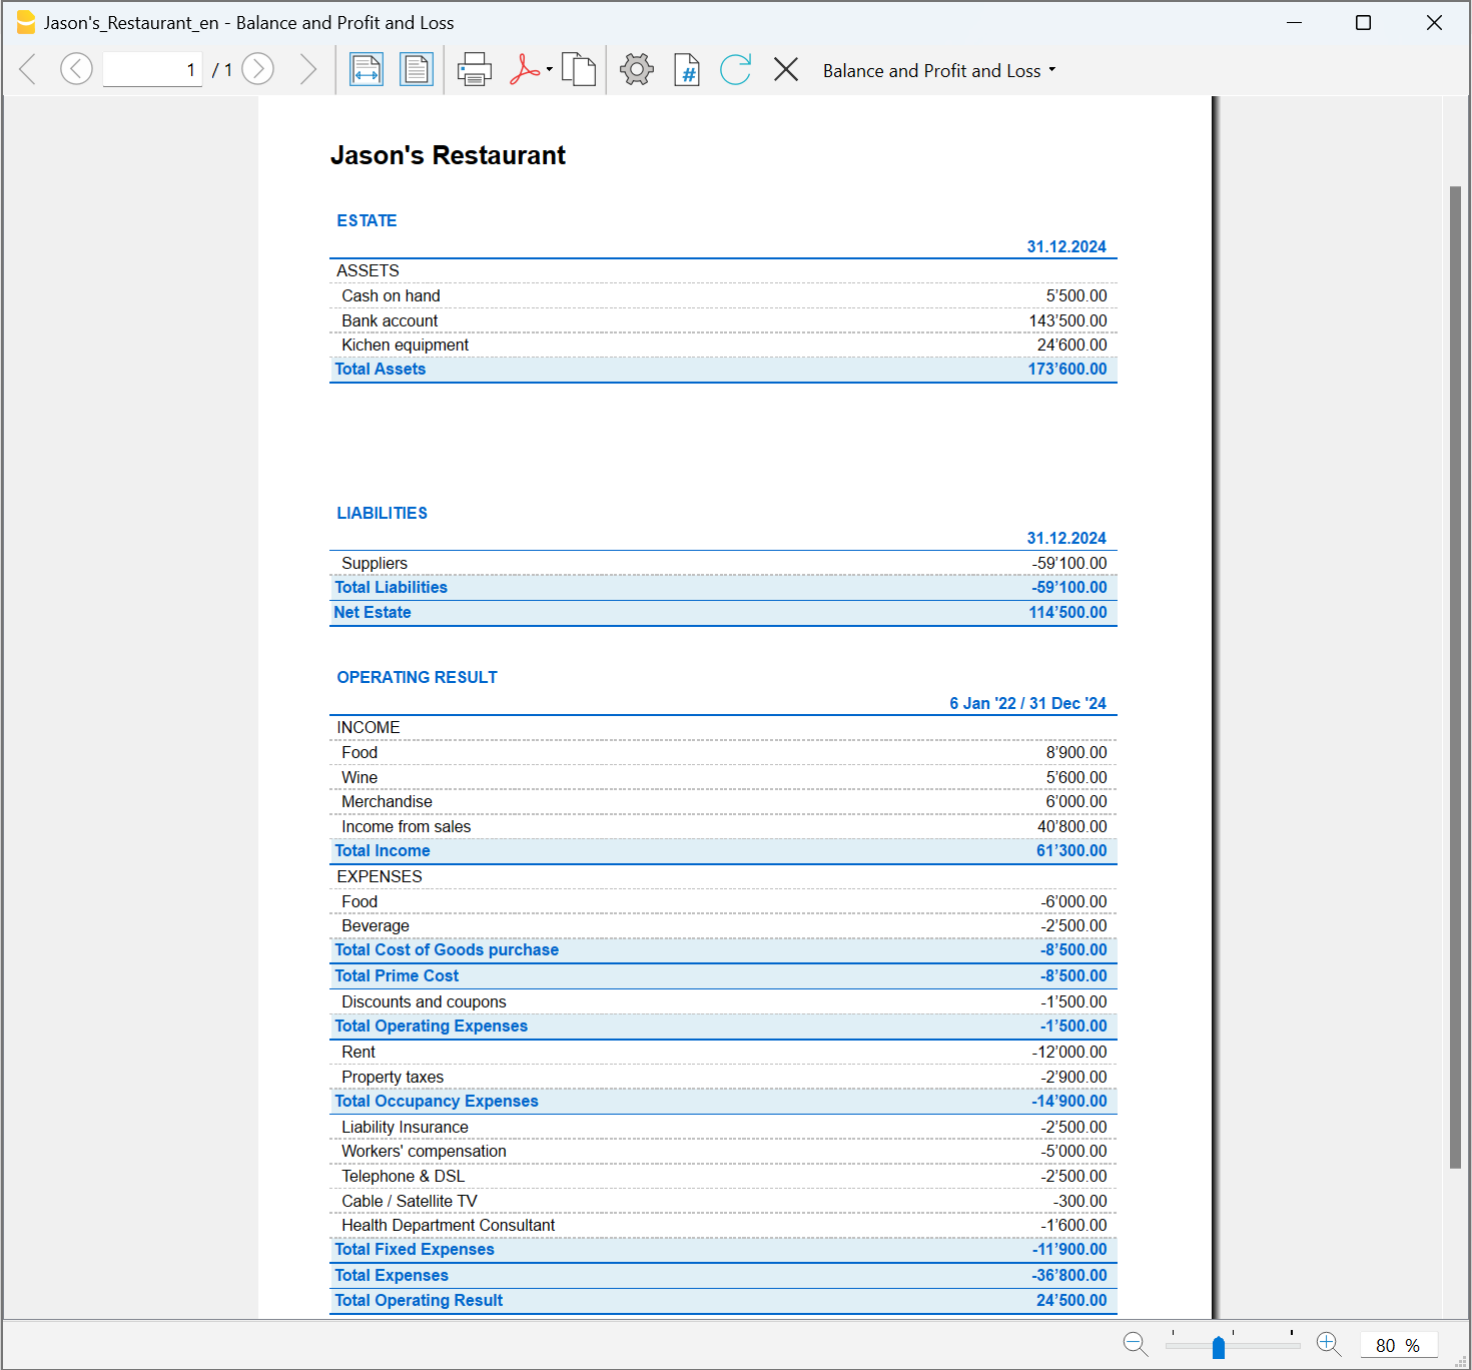 Jason's_Restaurant_en - Balance and Profit and Loss
1 / 1 # Balance and Profit and Loss
Jason's Restaurant
ESTATE
31.12.2024
ASSETS
Cash on hand 5'500.00
Bank account 143'500.00
Kichen equipment 24'600.00
Total Assets 173'600.00
LIABILITIES
31.12.2024
Suppliers -59'100.00
Total Liabilities -59'100.00
Net Estate 114'500.00
OPERATING RESULT
6 Jan '22 / 31 Dec '24
INCOME
Food 8'900.00
Wine 5'600.00
Merchandise 6'000.00
Income from sales 40'800.00
Total Income 61'300.00
EXPENSES
Food -6'000.00
Beverage -2'500.00
Total Cost of Goods purchase -8'500.00
Total Prime Cost -8'500.00
Discounts and coupons -1'500.00
Total Operating Expenses -1'500.00
Rent -12'000.00
Property taxes -2'900.00
Total Occupancy Expenses -14'900.00
Liability Insurance -2'500.00
Workers' compensation -5'000.00
Telephone & DSL -2'500.00
Cable / Satellite TV -300.00
Health Department Consultant -1'600.00
Total Fixed Expenses -11'900.00
Total Expenses -36'800.00
Total Operating Result 24'500.00
80 %